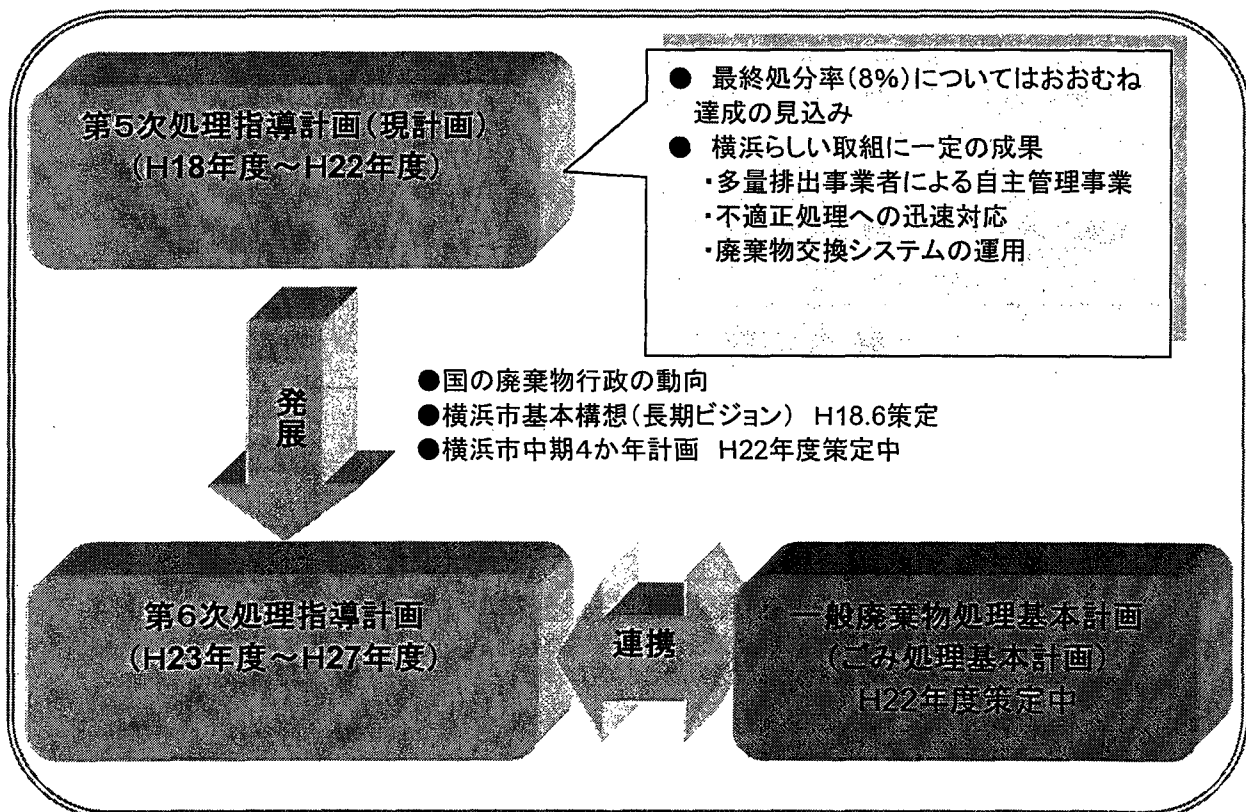 第5次処理指導計画(現計画)
(H18年度～H22年度)
● 最終処分率(8%)についてはおおむね
達成の見込み
● 横浜らしい取組に一定の成果
・多量排出事業者による自主管理事業
・不適正処理への迅速対応
・廃棄物交換システムの運用
発展
●国の廃棄物行政の動向
●横浜市基本構想(長期ビジョン) H18.6策定
●横浜市中期4か年計画 H22年度策定中
第6次処理指導計画
(H23年度～H27年度)
連携
一般廃棄物処理基本計画
(ごみ処理基本計画)
H22年度策定中